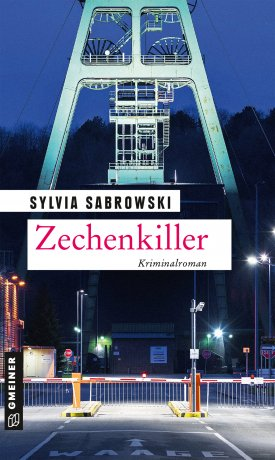 SYLVIA SABROWSKI
Zechenkiller
Kriminalroman
GMEINER
WAAGE